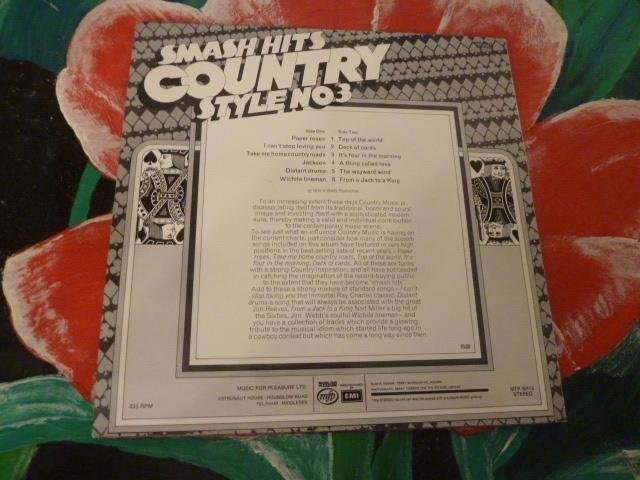 SMASH HITS
COUNTRY
STYLE No3
Side One
Paper roses 1
I can't stop loving you 2
Take me home country roads 3
Jackson 4
Distant drums 5
Wichita lineman 6
Side Two
Top of the world
Deck of cards
It's four in the morning
A thing called love
The wayward wind
From a Jack to a King
To an increasing extent these days Country Music is
disassociating itself from its traditional 'boots and spurs'
image and investing itself with a sophisticated modern
aura, thereby making a valid and individual contribution
to the contemporary music scene.
To see just what an influence Country Music is having on
the current charts, just consider how many of the superb
songs included on this album have featured in very high
positions in the best-selling lists of recent years - Paper
roses, Take me home country roads, Top of the world, It's
four in the morning, Deck of cards. All of these are tunes
with a strong Country inspiration, and all have succeeded
in catching the imagination of the record-buying public
to the extent that they have become 'smash hits'.
Add to these a strong mixture of standard songs - I can't
stop loving you the immortal Ray Charles classic, Distant
drums a song that will always be associated with the great
Jim Reeves, From a Jack to a King Ned Miller's big hit of
the Sixties, Jim Webb's soulful Wichita lineman - and
you have a collection of tracks which provide a glowing
tribute to the musical idiom which started life long ago in
a cowboy contest but which has come a long way since then.
33⅓ RPM
MUSIC FOR PLEASURE LTD.
ASTRONAUT HOUSE · HOUNSLOW ROAD
FELTHAM · MIDDLESEX
mfp
EMI
MFP
STEREO